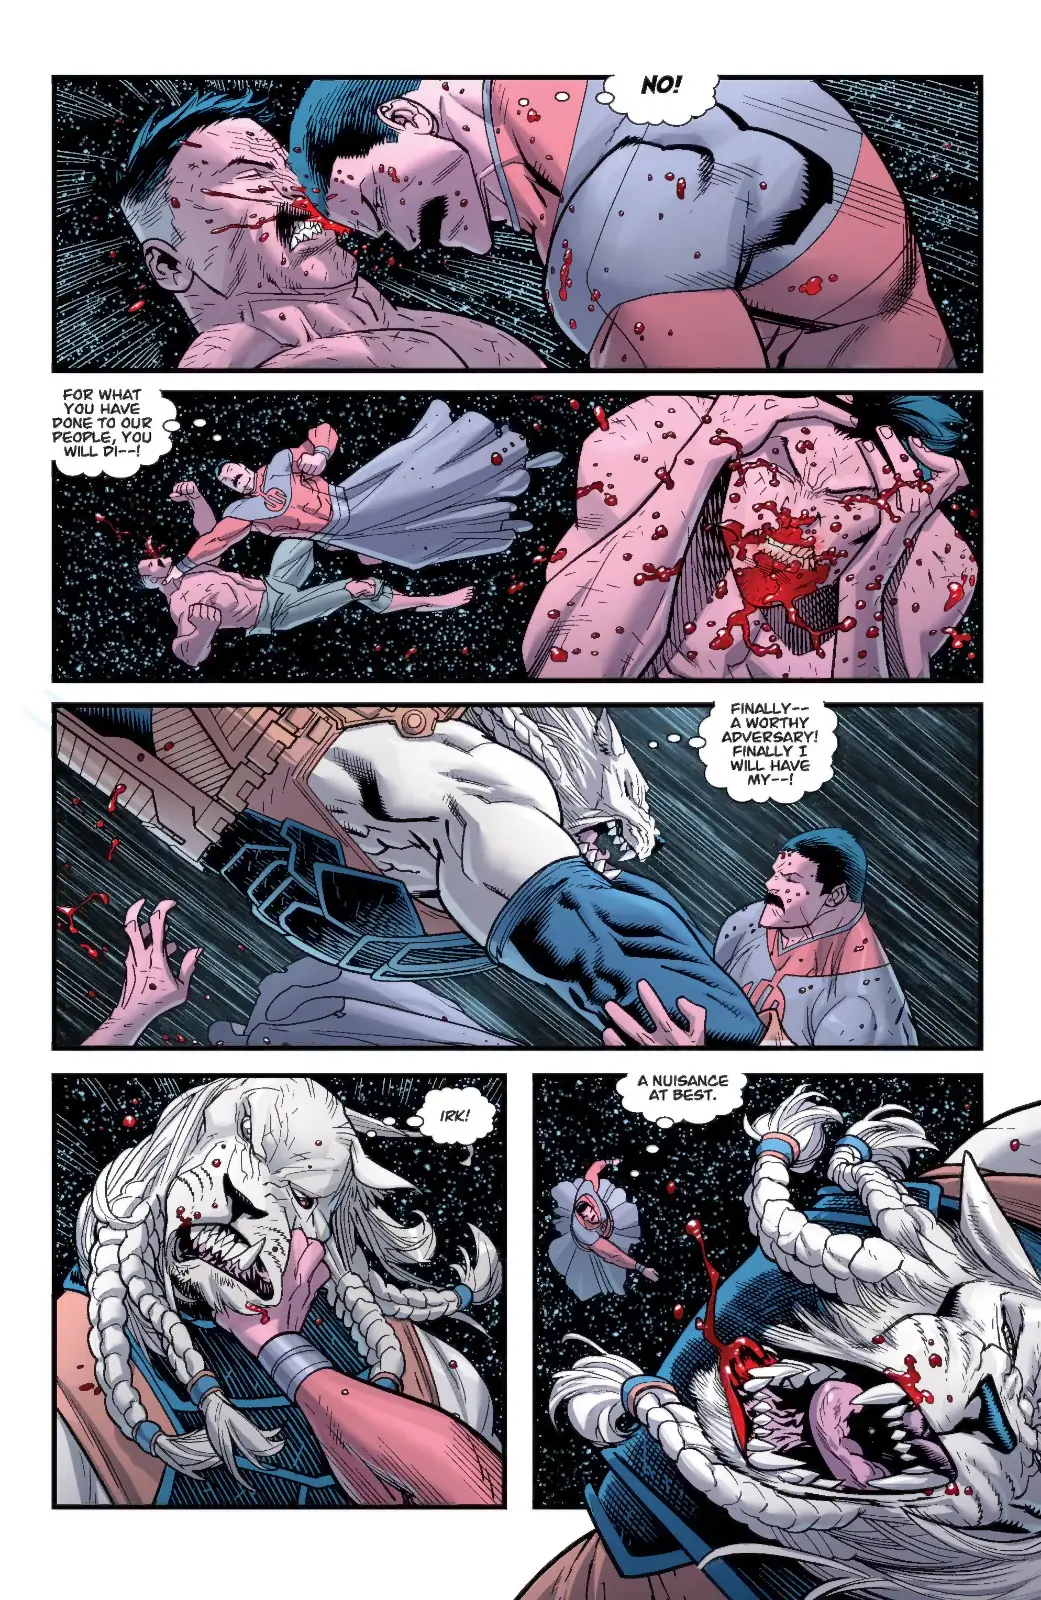 NO!
FOR WHAT
YOU HAVE
DONE TO OUR
PEOPLE, YOU
WILL DI--!
FINALLY--
A WORTHY
ADVERSARY!
FINALLY I
WILL HAVE
MY--!
IRK!
A NUISANCE
AT BEST.